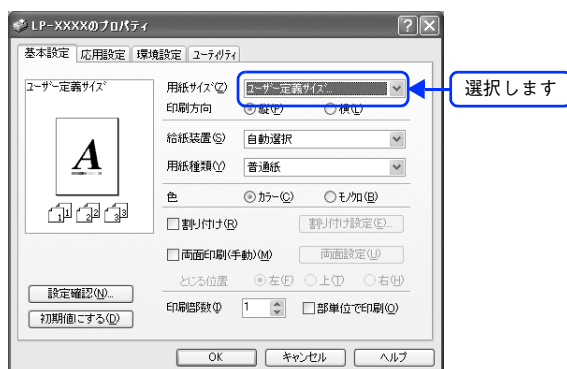 LP-XXXXのプロパティ
基本設定 応用設定 環境設定 ユーティリティ
ユーザー定義サイズ
用紙サイズ(Z) ユーザー定義サイズ...
選択します
印刷方向 縦(P) 横(L)
給紙装置(S) 自動選択
用紙種類(Y) 普通紙
A
色 カラー(C) モノクロ(B)
1 1 2 2 3 3
割り付け(R) 割り付け設定(E)...
両面印刷(手動)(M) 両面設定(U)
とじる位置 左(F) 上(T) 右(H)
設定確認(N)...
印刷部数(I) 1 部単位で印刷(O)
初期値にする(D)
OK キャンセル ヘルプ